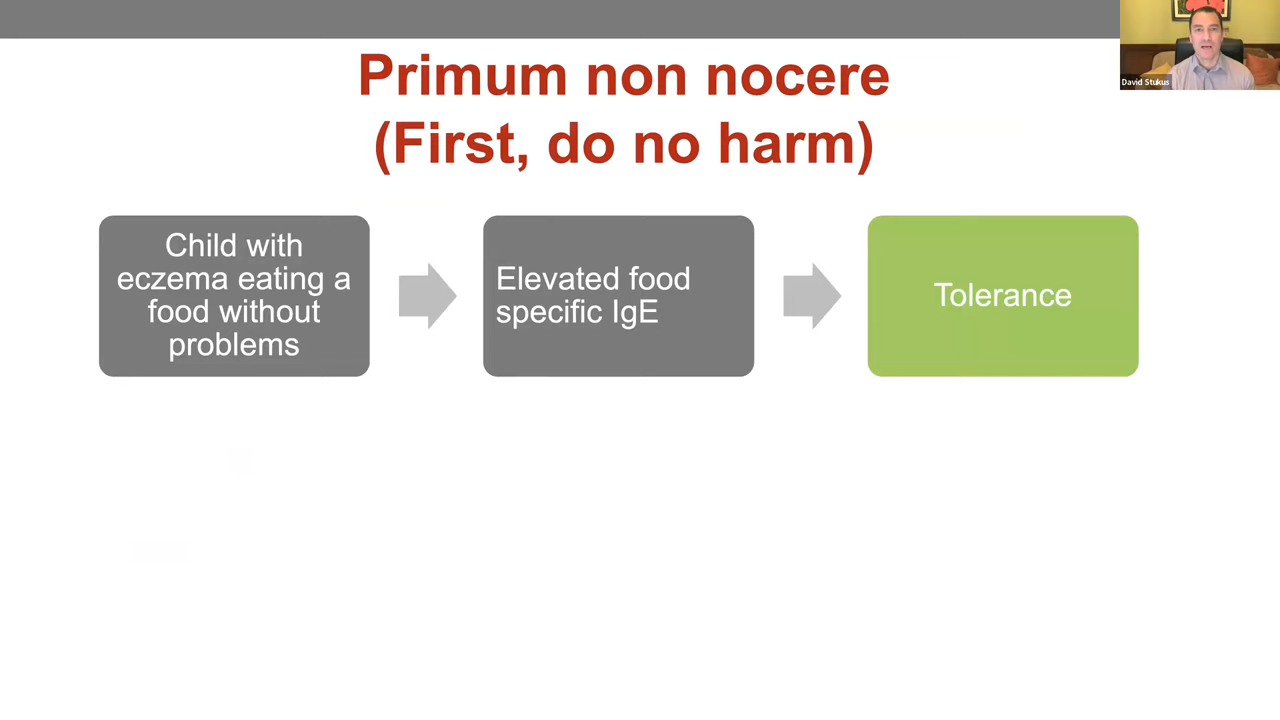 Primum non nocere
(First, do no harm)
David Stukus
Child with
eczema eating a
food without
problems
Elevated food
specific IgE
Tolerance